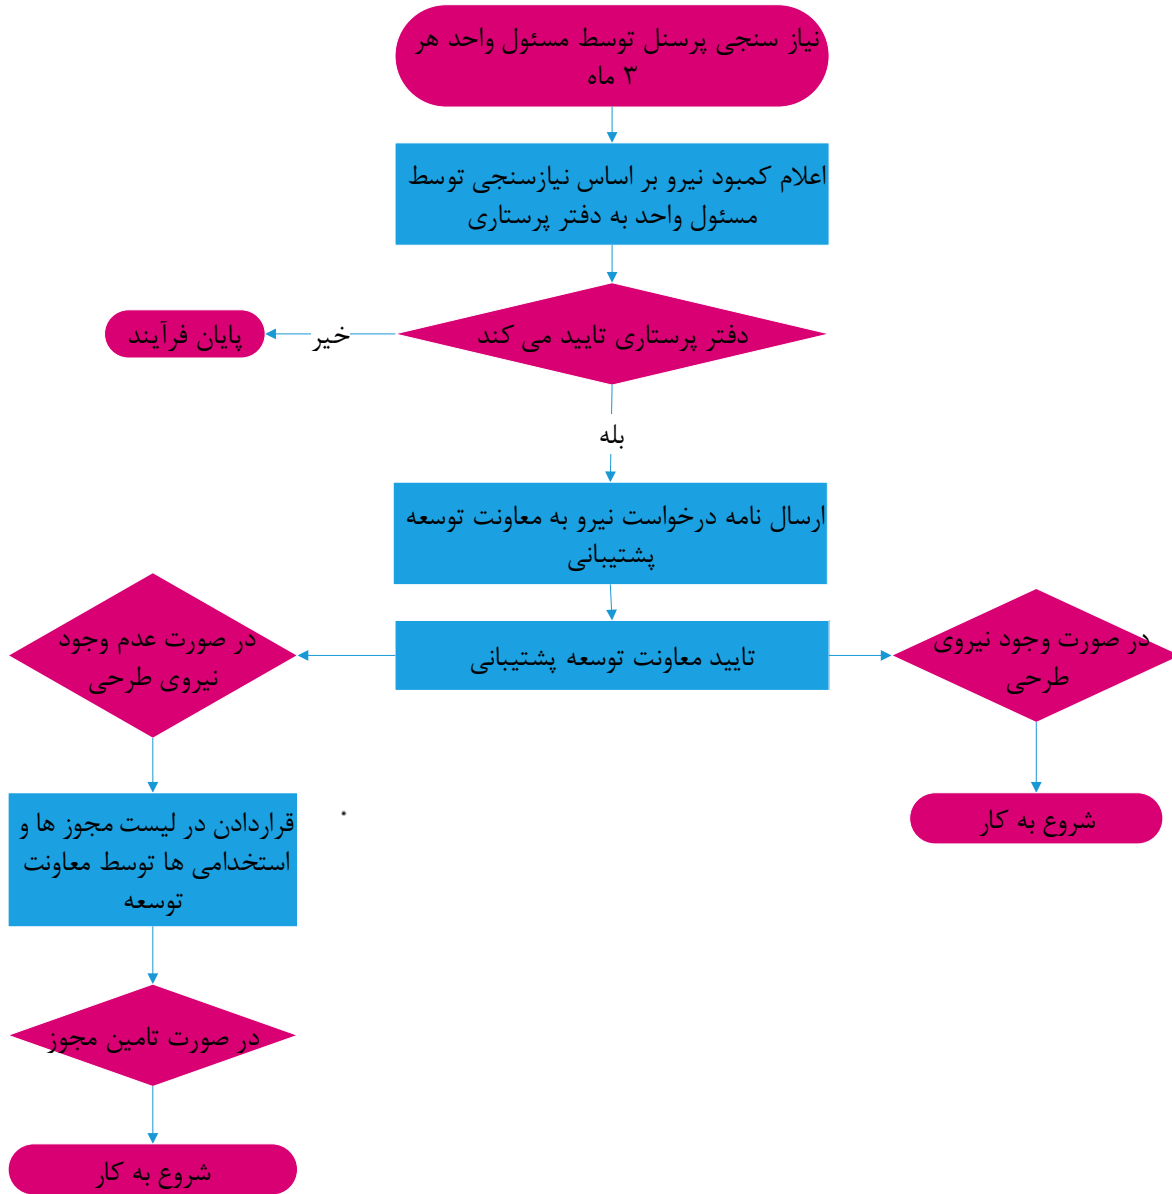 نیاز سنجی پرسنل توسط مسئول واحد هر
۳ ماه
اعلام کمبود نیرو بر اساس نیازسنجی توسط
مسئول واحد به دفتر پرستاری
دفتر پرستاری تایید می کند
خیر
پایان فرآیند
بله
ارسال نامه درخواست نیرو به معاونت توسعه
پشتیبانی
تایید معاونت توسعه پشتیبانی
در صورت وجود نیروی
طرحی
شروع به کار
در صورت عدم وجود
نیروی طرحی
قراردادن در لیست مجوز ها و
استخدامی ها توسط معاونت
توسعه
در صورت تامین مجوز
شروع به کار